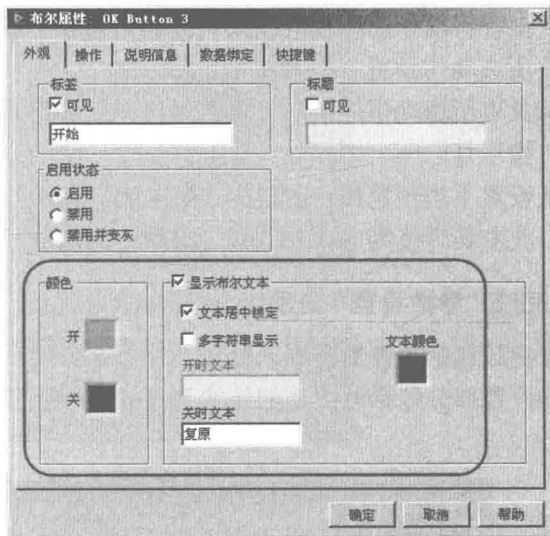 布尔属性: OK Button 3
外观 操作 说明信息 数据绑定 快捷键
标签
可见
开始
标题
可见
启用状态
启用
禁用
禁用并变灰
颜色
开
关
显示布尔文本
文本居中锁定
多字符串显示
开时文本
关时文本
复原
文本颜色
确定 取消 帮助